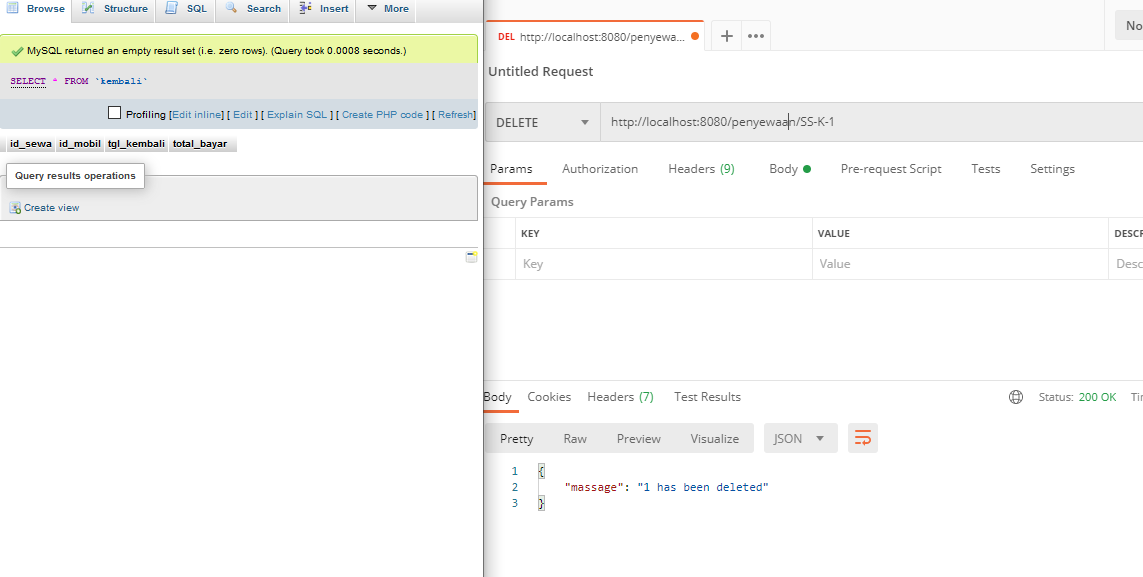 Browse Structure SQL Search Insert More
MySQL returned an empty result set (i.e. zero rows). (Query took 0.0008 seconds.)
SELECT * FROM `kembali`
Profiling [Edit inline] [ Edit ] [ Explain SQL ] [ Create PHP code ] [ Refresh]
id_sewa id_mobil tgl_kembali total_bayar
Query results operations
Create view
DEL http://localhost:8080/penyewa... + ••• No
Untitled Request
DELETE http://localhost:8080/penyewaan/SS-K-1
Params Authorization Headers (9) Body Pre-request Script Tests Settings
Query Params
KEY VALUE DESCR
Key Value Desc
Body Cookies Headers (7) Test Results Status: 200 OK Tir
Pretty Raw Preview Visualize JSON
1 {
2 "massage": "1 has been deleted"
3 }